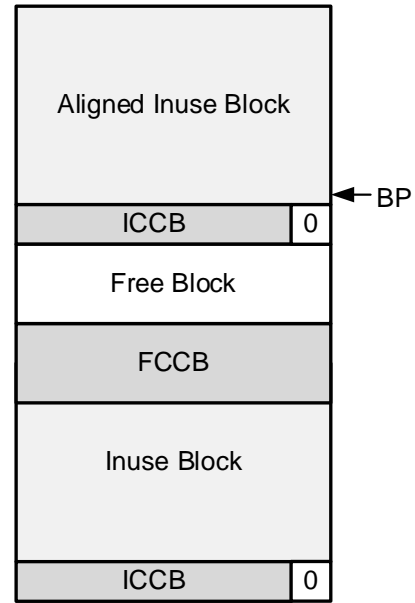 Aligned Inuse Block
BP
ICCB 0
Free Block
FCCB
Inuse Block
ICCB 0